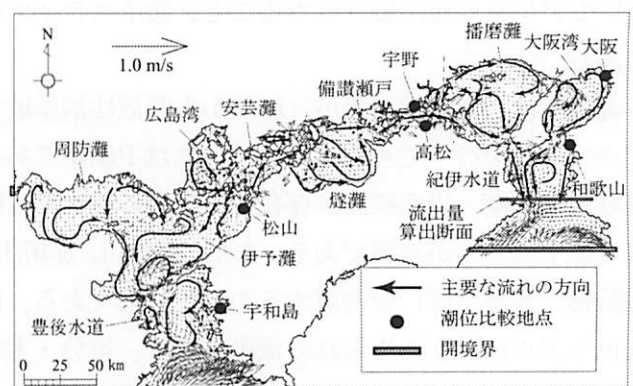 N
1.0 m/s
播磨灘
大阪湾
大阪
宇野
備讃瀬戸
安芸灘
広島湾
周防灘
高松
紀伊水道
和歌山
燧灘
流出量
算出断面
松山
伊予灘
豊後水道
宇和島
主要な流れの方向
潮位比較地点
開境界
0 25 50 km